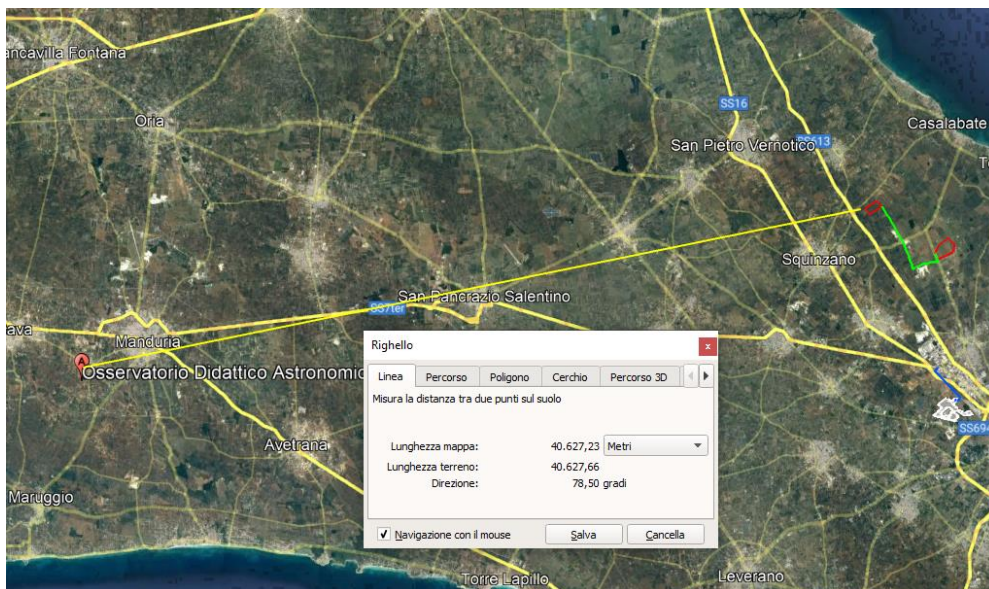 ancavilla Fontana
Oria
SS16
San Pietro Vernotico
SS613
Casalabate
Squinzano
San Pancrazio Salentino
SS7ter
ava
Manduria
A
Osservatorio Didattico Astronomic
Avetrana
Maruggio
SS694
Torre Lapillo
Leverano
Righello
x
Linea
Percorso
Poligono
Cerchio
Percorso 3D
Misura la distanza tra due punti sul suolo
Lunghezza mappa: 40.627,23 Metri
Lunghezza terreno: 40.627,66
Direzione: 78,50 gradi
Navigazione con il mouse
Salva
Cancella